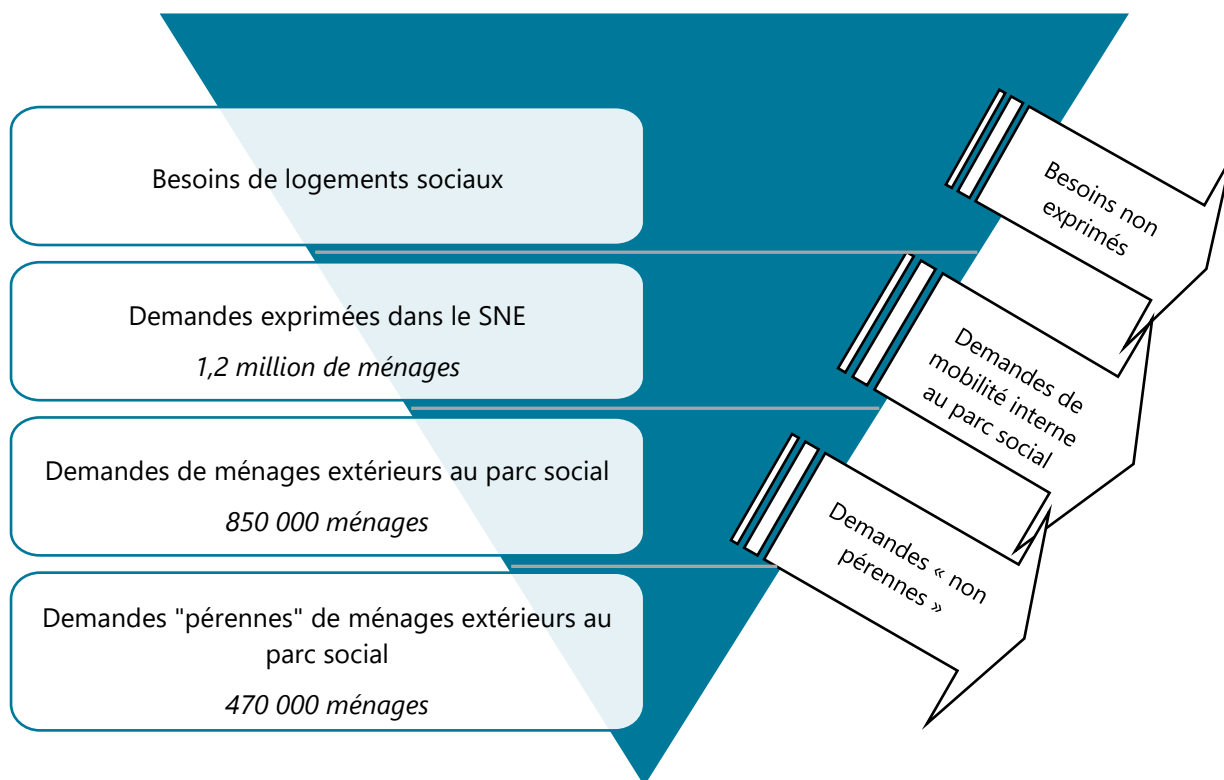 Besoins de logements sociaux
Besoins non
exprimés
Demandes exprimées dans le SNE
1,2 million de ménages
Demandes de
mobilité interne
au parc social
Demandes de ménages extérieurs au parc social
850 000 ménages
Demandes « non
pérennes »
Demandes "pérennes" de ménages extérieurs au
parc social
470 000 ménages